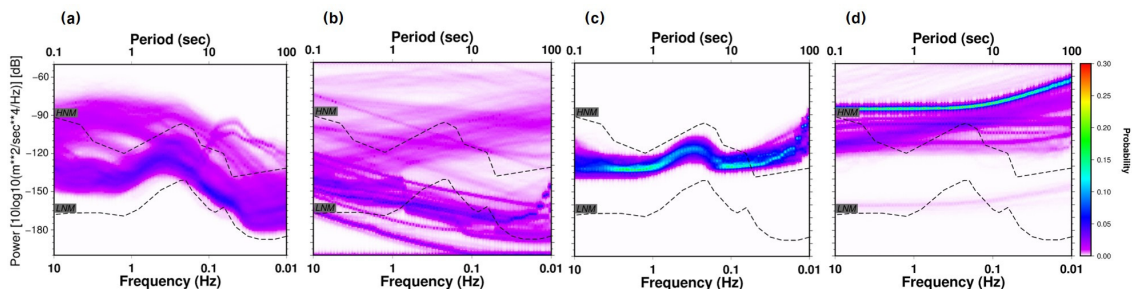 (a) (b) (c) (d)
Period (sec) Period (sec) Period (sec) Period (sec)
0.1 1 10 100 0.1 1 10 100 0.1 1 10 100 0.1 1 10 100
Power [10log10(m**2/sec**4/Hz)] [dB]
−60
−90
−120
−150
−180
HNM HNM HNM HNM
LNM LNM LNM LNM
0.30
0.25
0.20
0.15
0.10
0.05
0.00
Probability
10 1 0.1 0.01 10 1 0.1 0.01 10 1 0.1 0.01 10 1 0.1 0.01
Frequency (Hz) Frequency (Hz) Frequency (Hz) Frequency (Hz)